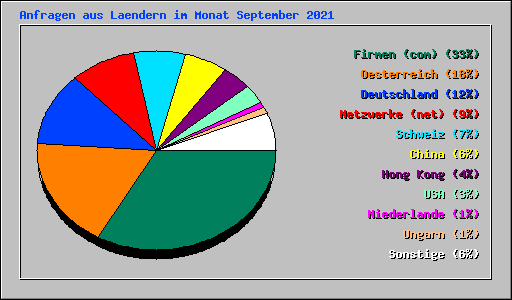 Anfragen aus Laendern im Monat September 2021
Firmen (com) (33%)
Oesterreich (18%)
Deutschland (12%)
Netzwerke (net) (9%)
Schweiz (7%)
China (6%)
Hong Kong (4%)
USA (3%)
Niederlande (1%)
Ungarn (1%)
Sonstige (6%)